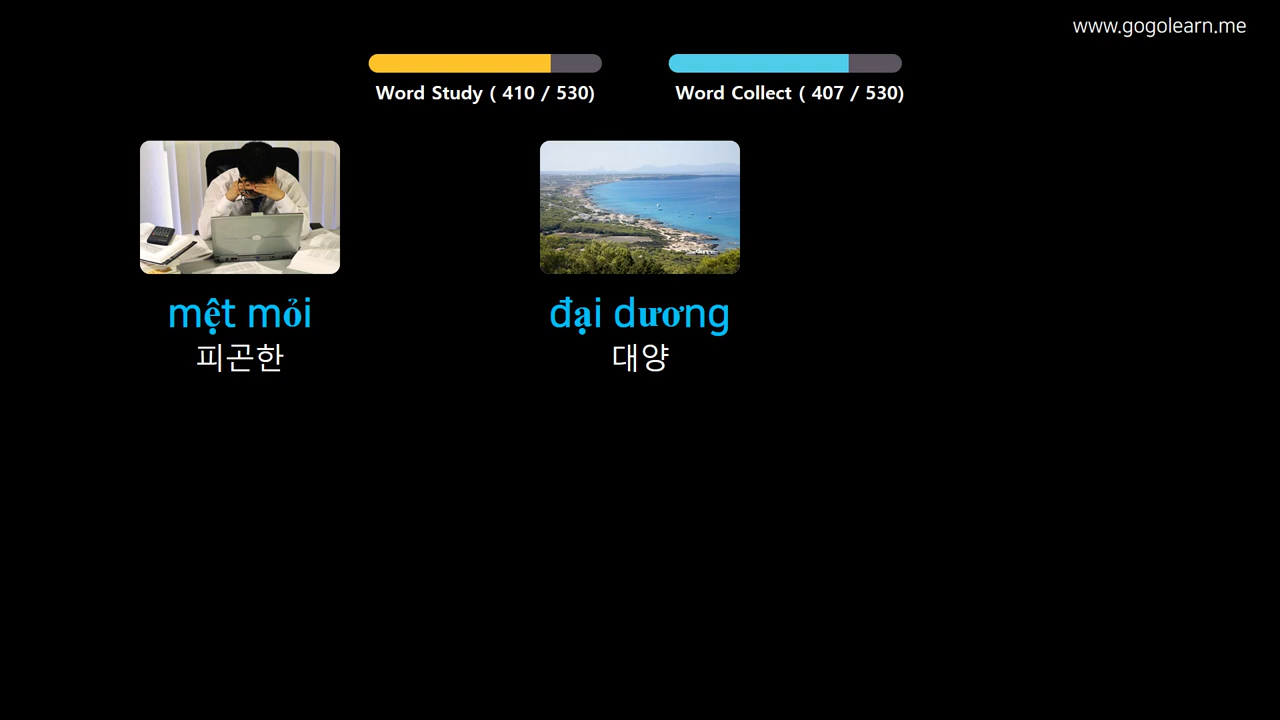 www.gogolearn.me
Word Study ( 410 / 530)
Word Collect ( 407 / 530)
mệt mỏi
피곤한
đại dương
대양